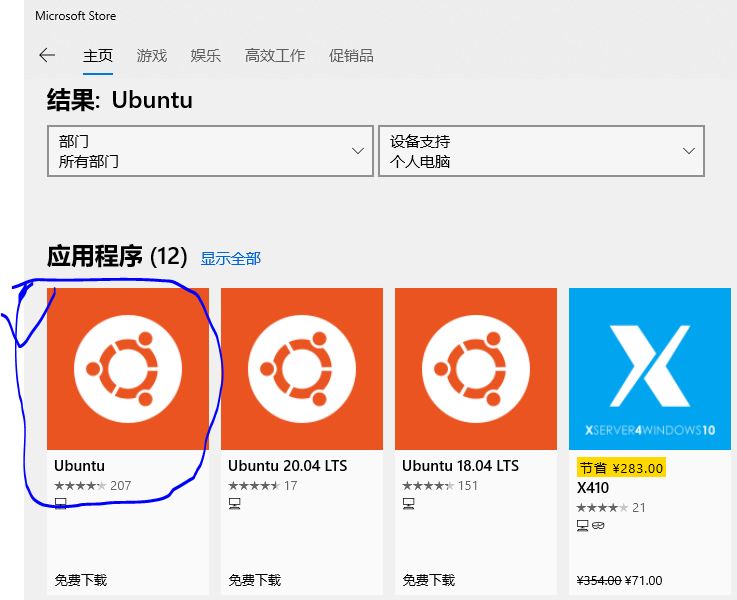 Microsoft Store
主页 游戏 娱乐 高效工作 促销品
结果: Ubuntu
部门
所有部门
设备支持
个人电脑
应用程序 (12) 显示全部
XSERVER4WINDOWS10
Ubuntu
207
Ubuntu 20.04 LTS
17
Ubuntu 18.04 LTS
151
节省 ¥283.00
X410
21
免费下载
免费下载
免费下载
¥354.00 ¥71.00